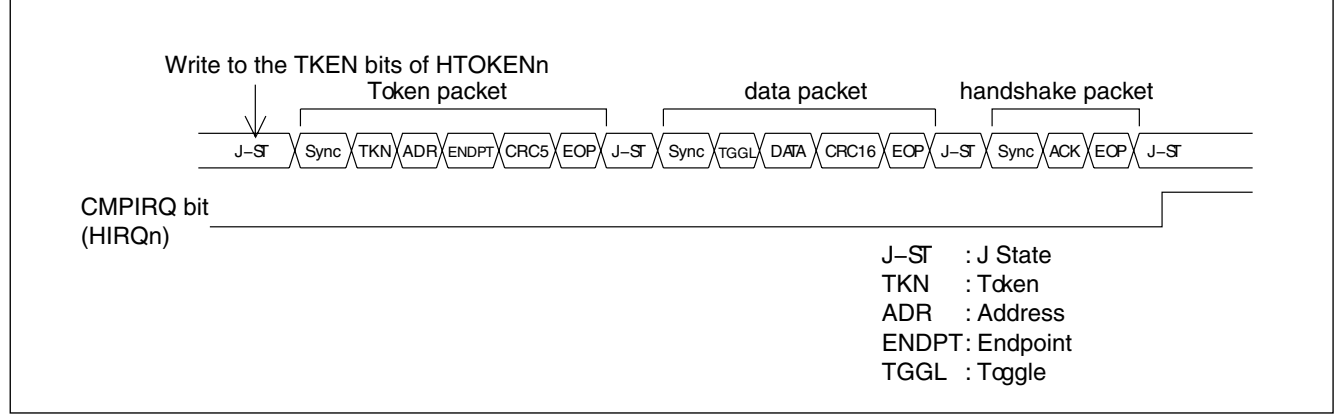 Write to the TKEN bits of HTOKENn
Token packet data packet handshake packet
J-ST Sync TKN ADR ENDPT CRC5 EOP J-ST Sync TGGL DATA CRC16 EOP J-ST Sync ACK EOP J-ST
CMPIRQ bit
(HIRQn)
J-ST : J State
TKN : Token
ADR : Address
ENDPT: Endpoint
TGGL : Toggle